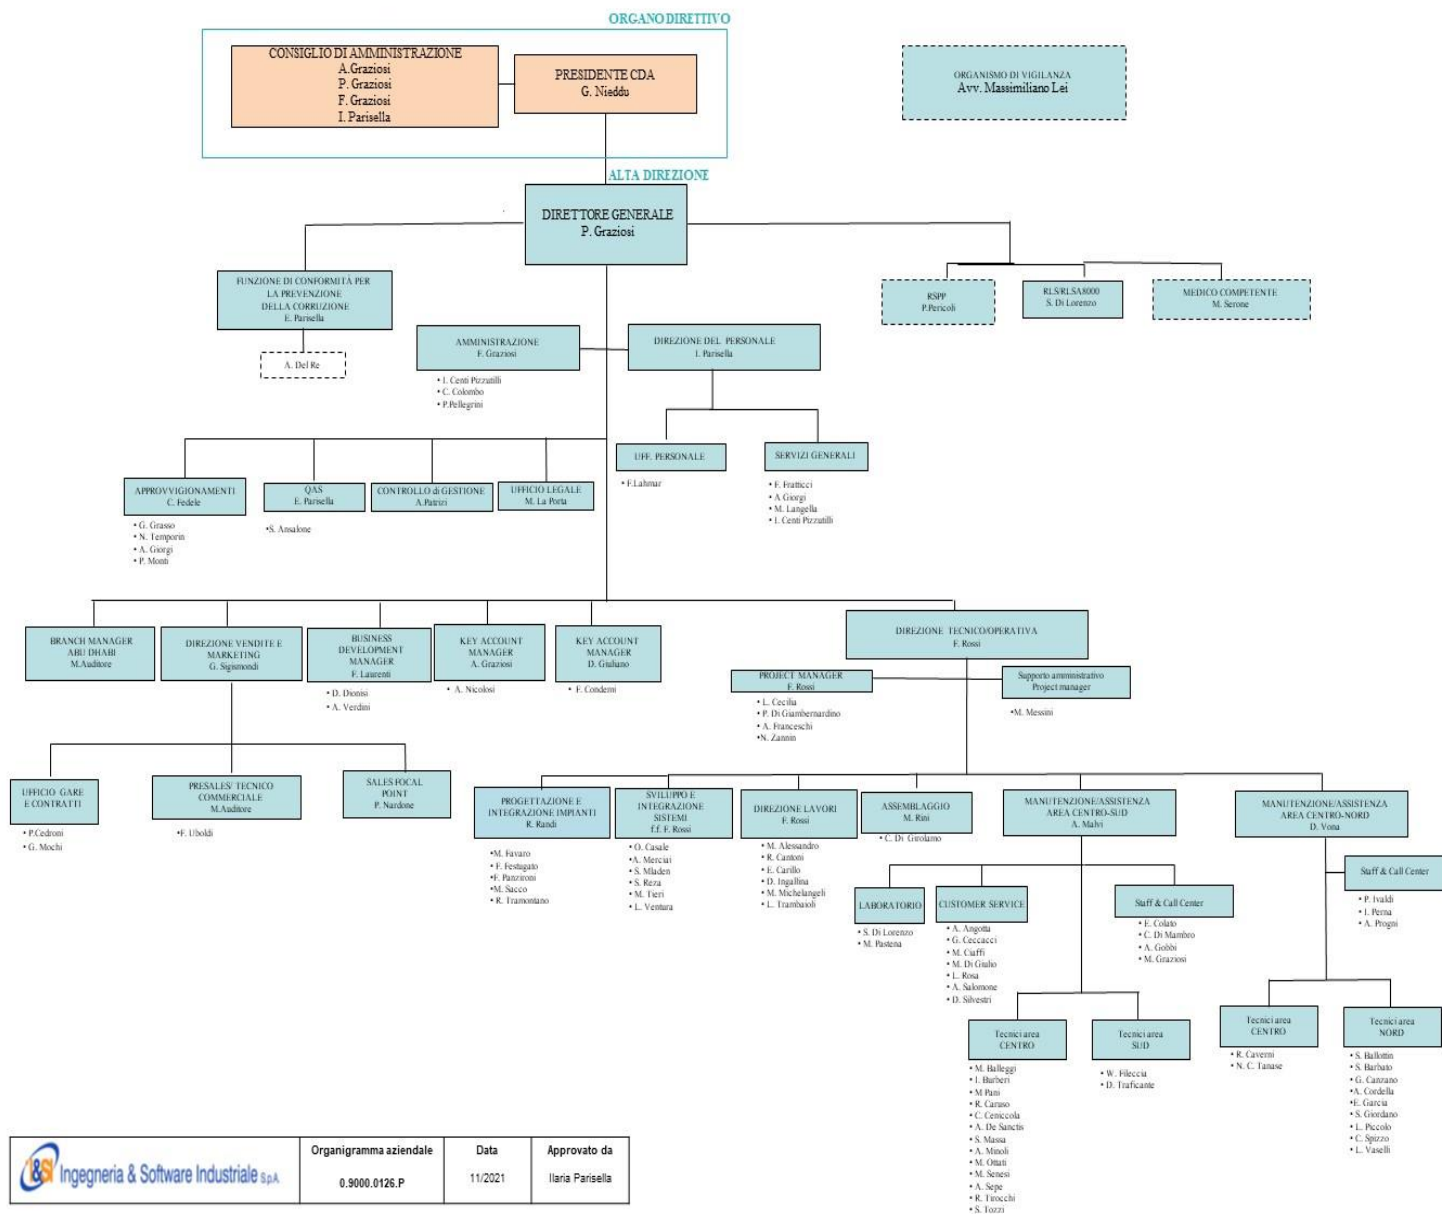 ORGANO DIRETTIVO
CONSIGLIO DI AMMINISTRAZIONE
A.Graziosi
P. Graziosi
F. Graziosi
I. Parisella
PRESIDENTE CDA
G. Nieddu
ORGANISMO DI VIGILANZA
Avv. Massimiliano Lei
ALTA DIREZIONE
DIRETTORE GENERALE
P. Graziosi
FUNZIONE DI CONFORMITÀ PER
LA PREVENZIONE
DELLA CORRUZIONE
E. Parisella
A. Del Re
RSPP
P.Pericoli
RLS/RLSA8000
S. Di Lorenzo
MEDICO COMPETENTE
M. Serone
AMMINISTRAZIONE
F. Graziosi
• I. Centi Pizzutilli
• C. Colombo
• P.Pellegrini
DIREZIONE DEL PERSONALE
I. Parisella
UFF. PERSONALE
• F.Lahmar
SERVIZI GENERALI
• F. Fratticci
• A.Giorgi
• M. Langella
• I. Centi Pizzutilli
APPROVVIGIONAMENTI
C. Fedele
• G. Grasso
• N. Temporin
• A. Giorgi
• P. Monti
QAS
E. Parisella
•S. Ansalone
CONTROLLO di GESTIONE
A.Patrizi
UFFICIO LEGALE
M. La Porta
BRANCH MANAGER
ABU DHABI
M.Auditore
DIREZIONE VENDITE E
MARKETING
G. Sigismondi
BUSINESS
DEVELOPMENT
MANAGER
F. Laurenti
• D. Dionisi
• A. Verdini
KEY ACCOUNT
MANAGER
A. Graziosi
• A. Nicolosi
KEY ACCOUNT
MANAGER
D. Giuliano
• F. Condemi
DIREZIONE TECNICO/OPERATIVA
F. Rossi
PROJECT MANAGER
F. Rossi
• L. Cecilia
• P. Di Giambernardino
• A. Franceschi
•N. Zannin
Supporto amministrativo
Project manager
•M. Messini
UFFICIO GARE
E CONTRATTI
• P.Cedroni
• G. Mochi
PRESALES/ TECNICO
COMMERCIALE
M.Auditore
•F. Uboldi
SALES FOCAL
POINT
P. Nardone
PROGETTAZIONE E
INTEGRAZIONE IMPIANTI
R. Randi
•M. Favaro
• F. Festugato
•F. Panzironi
•M. Sacco
• R. Tramontano
SVILUPPO E
INTEGRAZIONE
SISTEMI
f.f. F. Rossi
• O. Casale
•A. Merciai
• S. Mladen
• S. Reza
• M. Tieri
• L. Ventura
DIREZIONE LAVORI
F. Rossi
• M. Alessandro
• R. Cantoni
• E. Carillo
• D. Ingallina
• M. Michelangeli
• L. Trambaioli
ASSEMBLAGGIO
M. Rini
• C. Di Girolamo
MANUTENZIONE/ASSISTENZA
AREA CENTRO-SUD
A. Malvi
MANUTENZIONE/ASSISTENZA
AREA CENTRO-NORD
D. Vona
LABORATORIO
• S. Di Lorenzo
• M. Pastena
CUSTOMER SERVICE
• A. Angotta
• G. Ceccacci
• M. Ciaffi
• M. Di Giulio
• L. Rosa
• A. Salomone
• D. Silvestri
Staff & Call Center
• E. Colato
• C. Di Mambro
• A. Gobbi
• M. Graziosi
Staff & Call Center
• P. Ivaldi
• I. Perna
• A. Progni
Tecnici area
CENTRO
• M. Balleggi
• I. Barberi
• M Pani
• R. Caruso
• C. Ceniccola
• A. De Sanctis
• S. Massa
• A. Minoli
• M. Ottati
• M. Senesi
• A. Sepe
• R. Tirocchi
• S. Tozzi
Tecnici area
SUD
• W. Fileccia
• D. Traficante
Tecnici area
CENTRO
• R. Caverni
• N. C. Tanase
Tecnici area
NORD
• S. Ballottin
• S. Barbato
• G. Canzano
•A. Cordella
•E. Garcia
• S. Giordano
• L. Piccolo
• C. Spizzo
• L. Vaselli
I&SI Ingegneria & Software Industriale S.p.A.
Organigramma aziendale
0.9000.0126.P
Data
11/2021
Approvato da
Ilaria Parisella